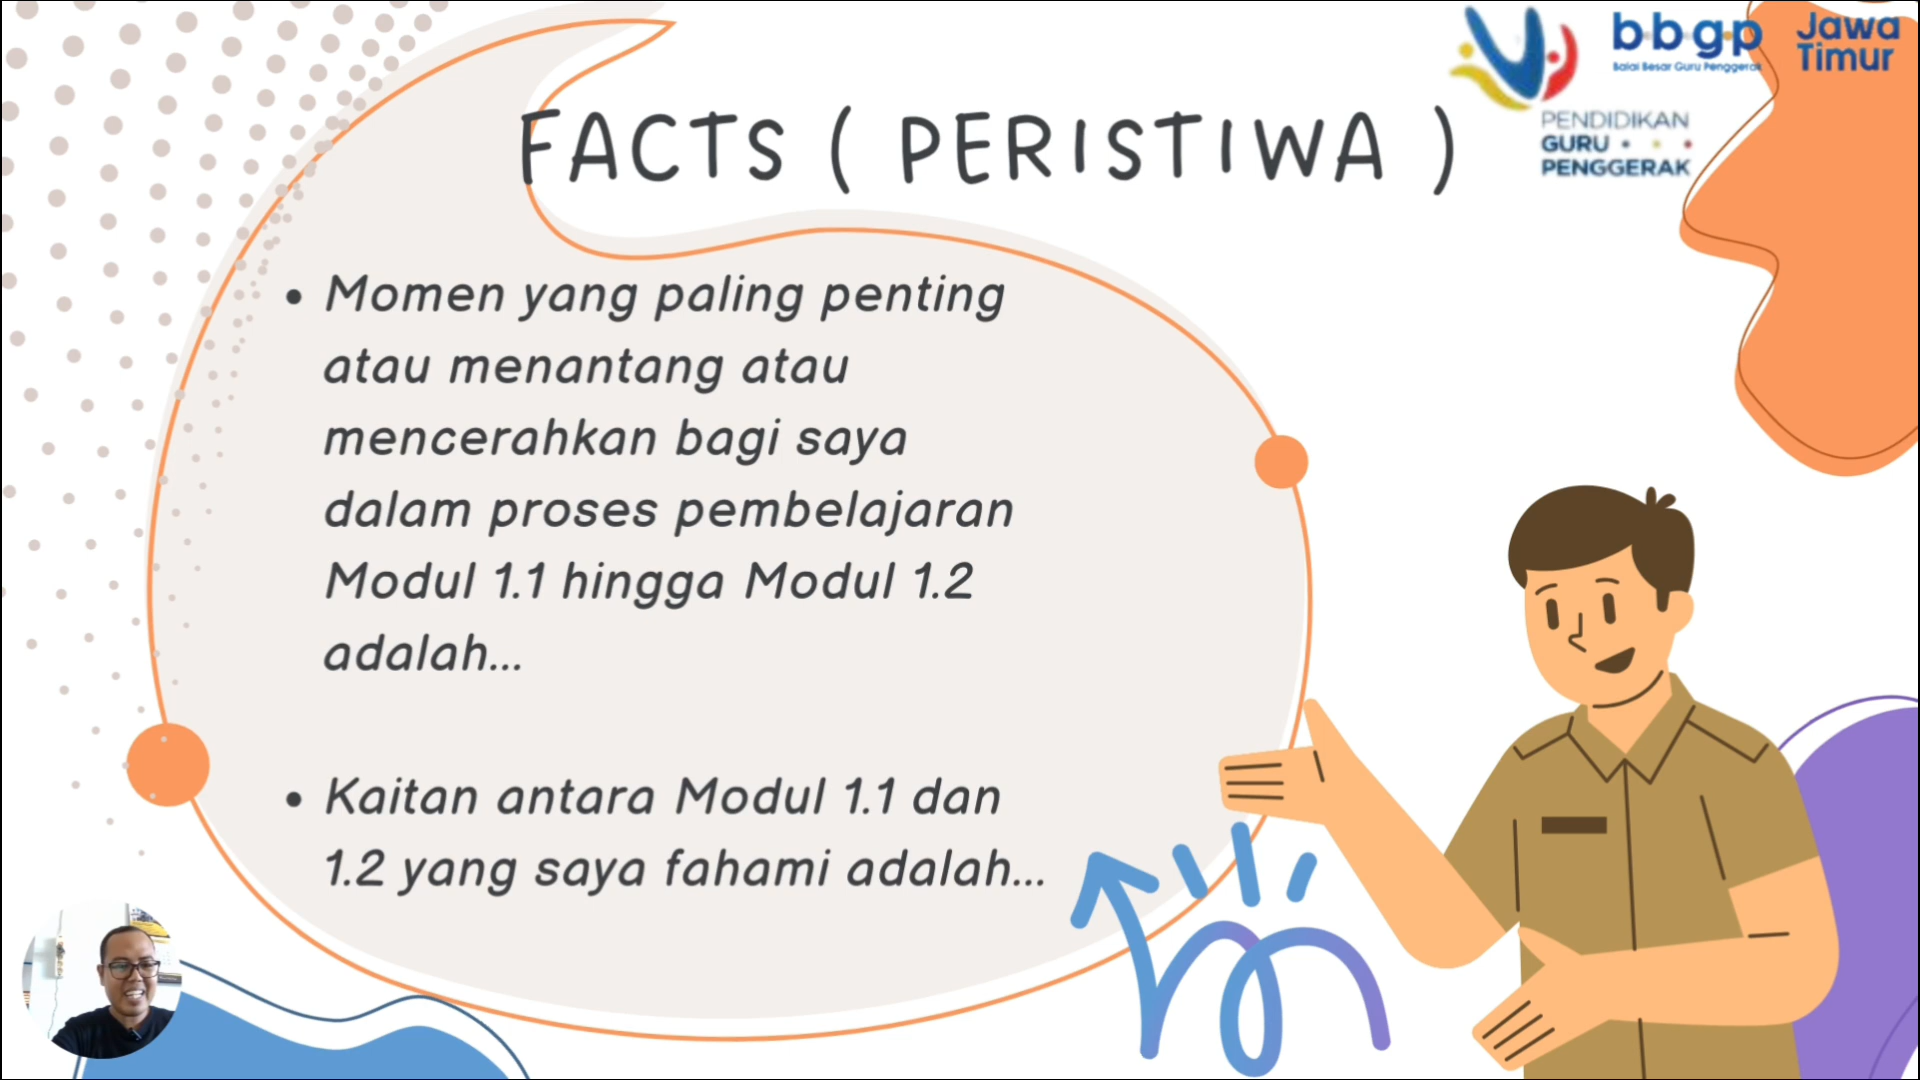 bbgp
Balai Besar Guru Penggerak
Jawa
Timur
PENDIDIKAN
GURU
PENGGERAK
FACTS ( PERISTIWA )
• Momen yang paling penting
atau menantang atau
mencerahkan bagi saya
dalam proses pembelajaran
Modul 1.1 hingga Modul 1.2
adalah...
• Kaitan antara Modul 1.1 dan
1.2 yang saya fahami adalah...